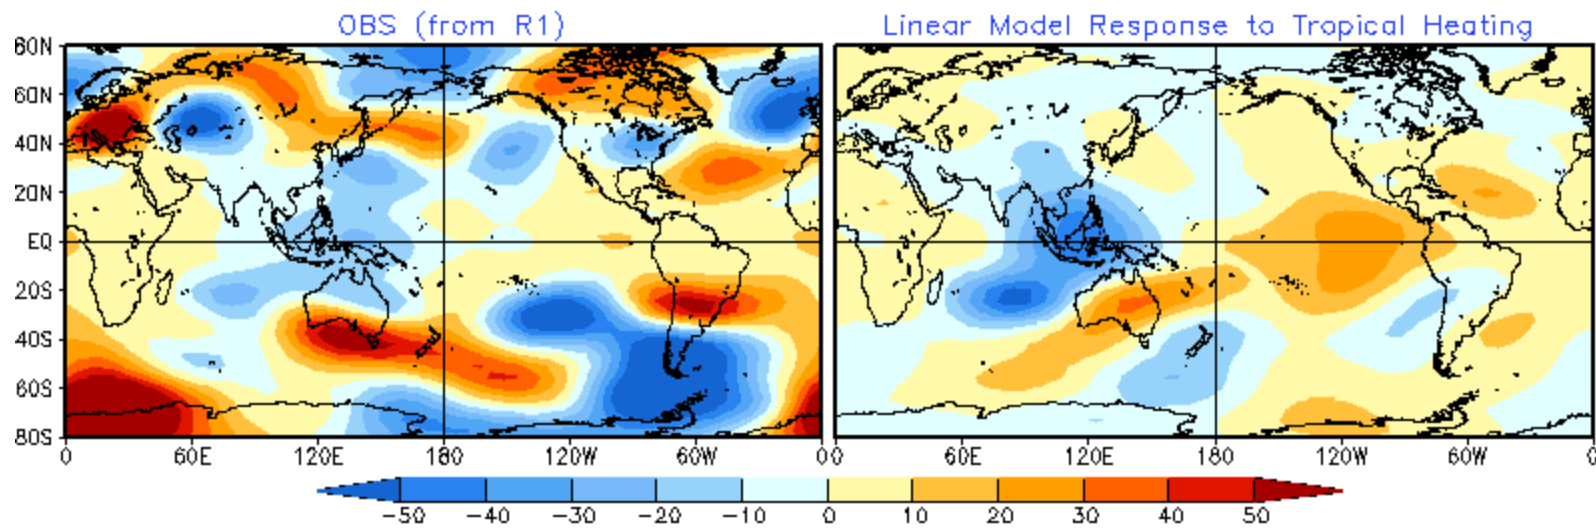 OBS (from R1)
Linear Model Response to Tropical Heating
80N
60N
40N
20N
EQ
20S
40S
60S
80S
0 60E 120E 180 120W 60W 0
0 60E 120E 180 120W 60W 0
-50 -40 -30 -20 -10 0 10 20 30 40 50